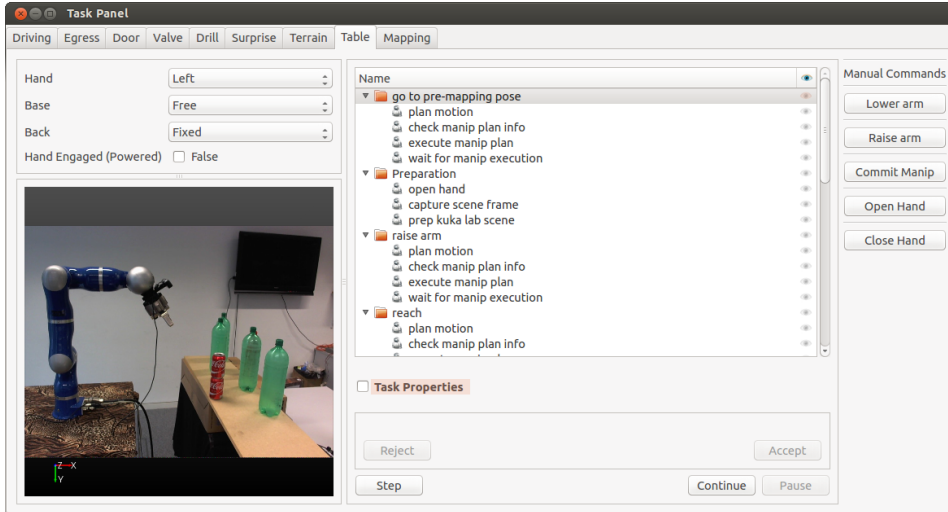 Task Panel
Driving Egress Door Valve Drill Surprise Terrain Table Mapping
Hand Left
Base Free
Back Fixed
Hand Engaged (Powered) False
Z X
Y
Name
go to pre-mapping pose
plan motion
check manip plan info
execute manip plan
wait for manip execution
Preparation
open hand
capture scene frame
prep kuka lab scene
raise arm
plan motion
check manip plan info
execute manip plan
wait for manip execution
reach
plan motion
check manip plan info
Task Properties
Reject Accept
Step Continue Pause
Manual Commands
Lower arm
Raise arm
Commit Manip
Open Hand
Close Hand